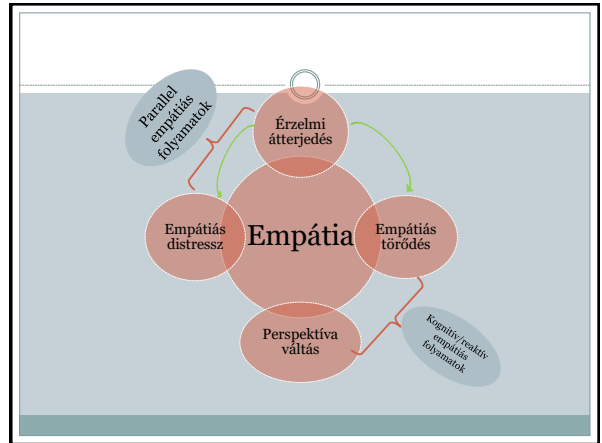 Parallel
empátiás
folyamatok
Érzelmi
átterjedés
Empátiás
distressz
Empátia
Empátiás
törődés
Perspektíva
váltás
Kognitív/reaktív
empátiás
folyamatok